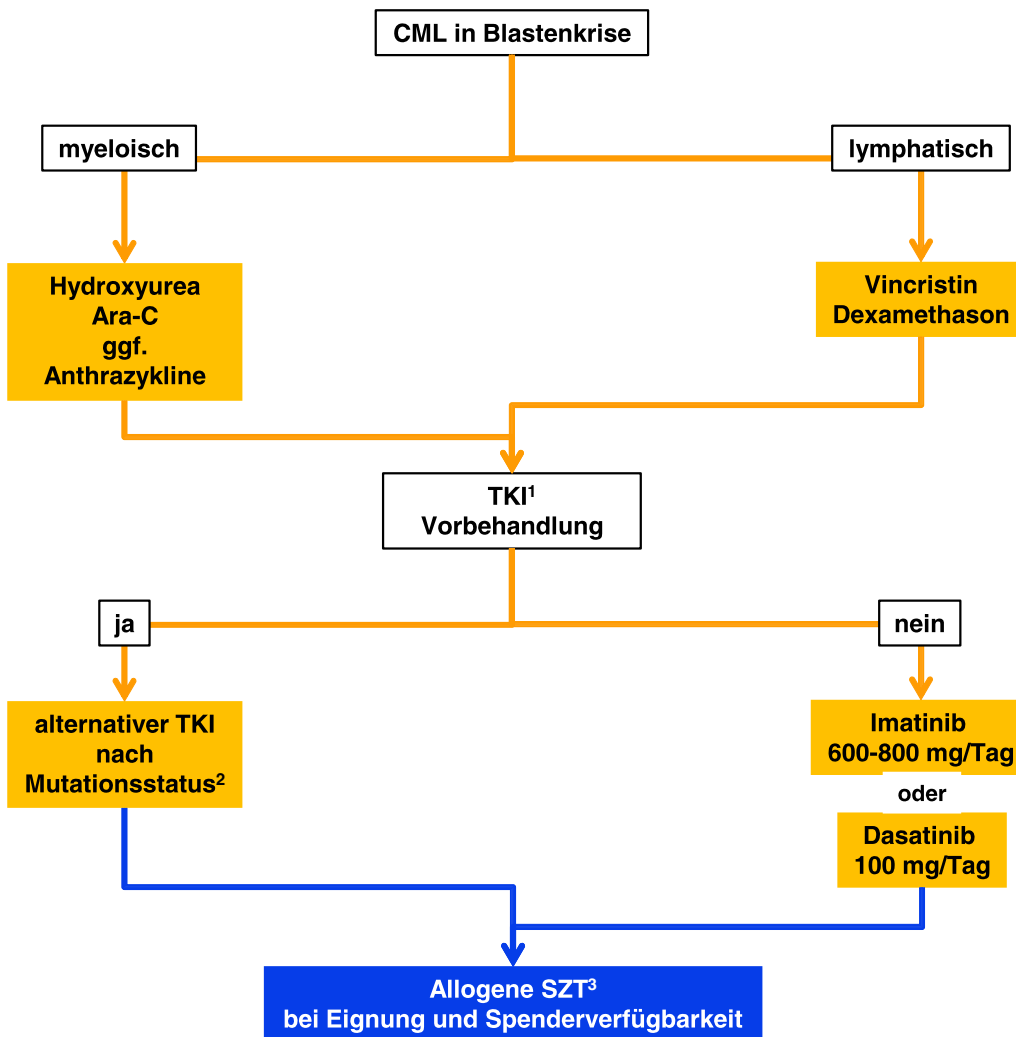 CML in Blastenkrise
myeloisch
lymphatisch
Hydroxyurea
Ara-C
ggf.
Anthrazykline
Vincristin
Dexamethason
TKI¹
Vorbehandlung
ja
nein
alternativer TKI
nach
Mutationsstatus²
Imatinib
600-800 mg/Tag
oder
Dasatinib
100 mg/Tag
Allogene SZT³
bei Eignung und Spenderverfügbarkeit